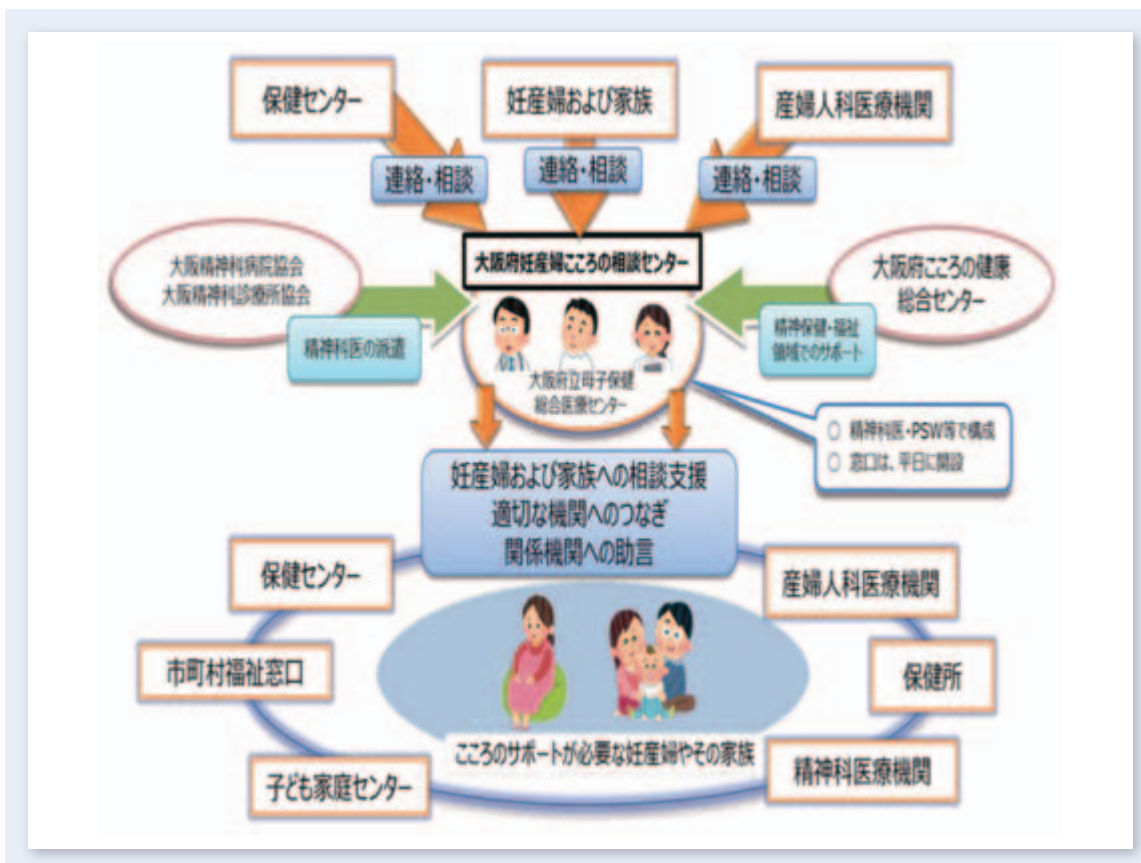 保健センター
妊産婦および家族
産婦人科医療機関
連絡・相談
連絡・相談
連絡・相談
大阪精神科病院協会
大阪精神科診療所協会
大阪府妊産婦こころの相談センター
大阪府こころの健康
総合センター
精神科医の派遣
精神保健・福祉
領域でのサポート
大阪府立母子保健
総合医療センター
○ 精神科医・PSW等で構成
○ 窓口は、平日に開設
妊産婦および家族への相談支援
適切な機関へのつなぎ
関係機関への助言
保健センター
産婦人科医療機関
市町村福祉窓口
保健所
こころのサポートが必要な妊産婦やその家族
子ども家庭センター
精神科医療機関